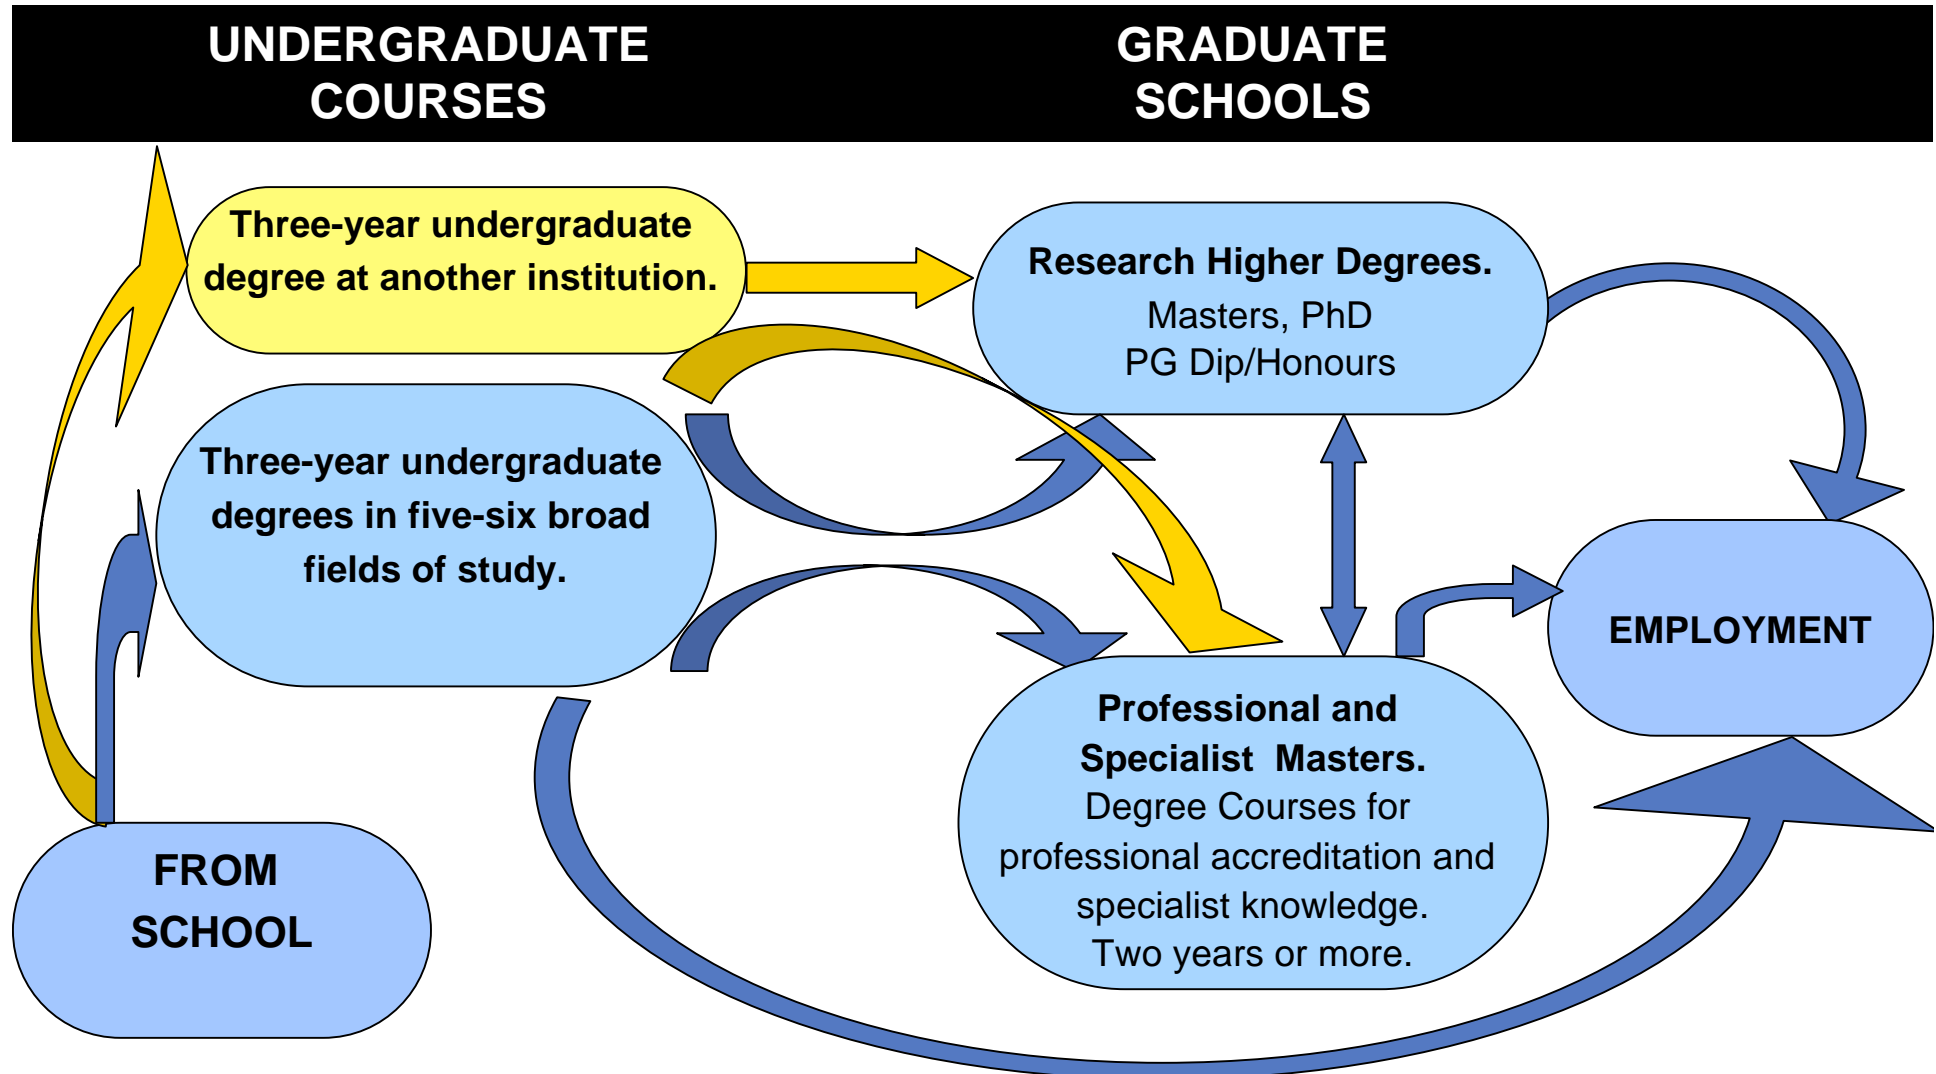 UNDERGRADUATE
COURSES
GRADUATE
SCHOOLS
Three-year undergraduate
degree at another institution.
Research Higher Degrees.
Masters, PhD
PG Dip/Honours
Three-year undergraduate
degrees in five-six broad
fields of study.
EMPLOYMENT
Professional and
Specialist Masters.
Degree Courses for
professional accreditation and
specialist knowledge.
Two years or more.
FROM
SCHOOL